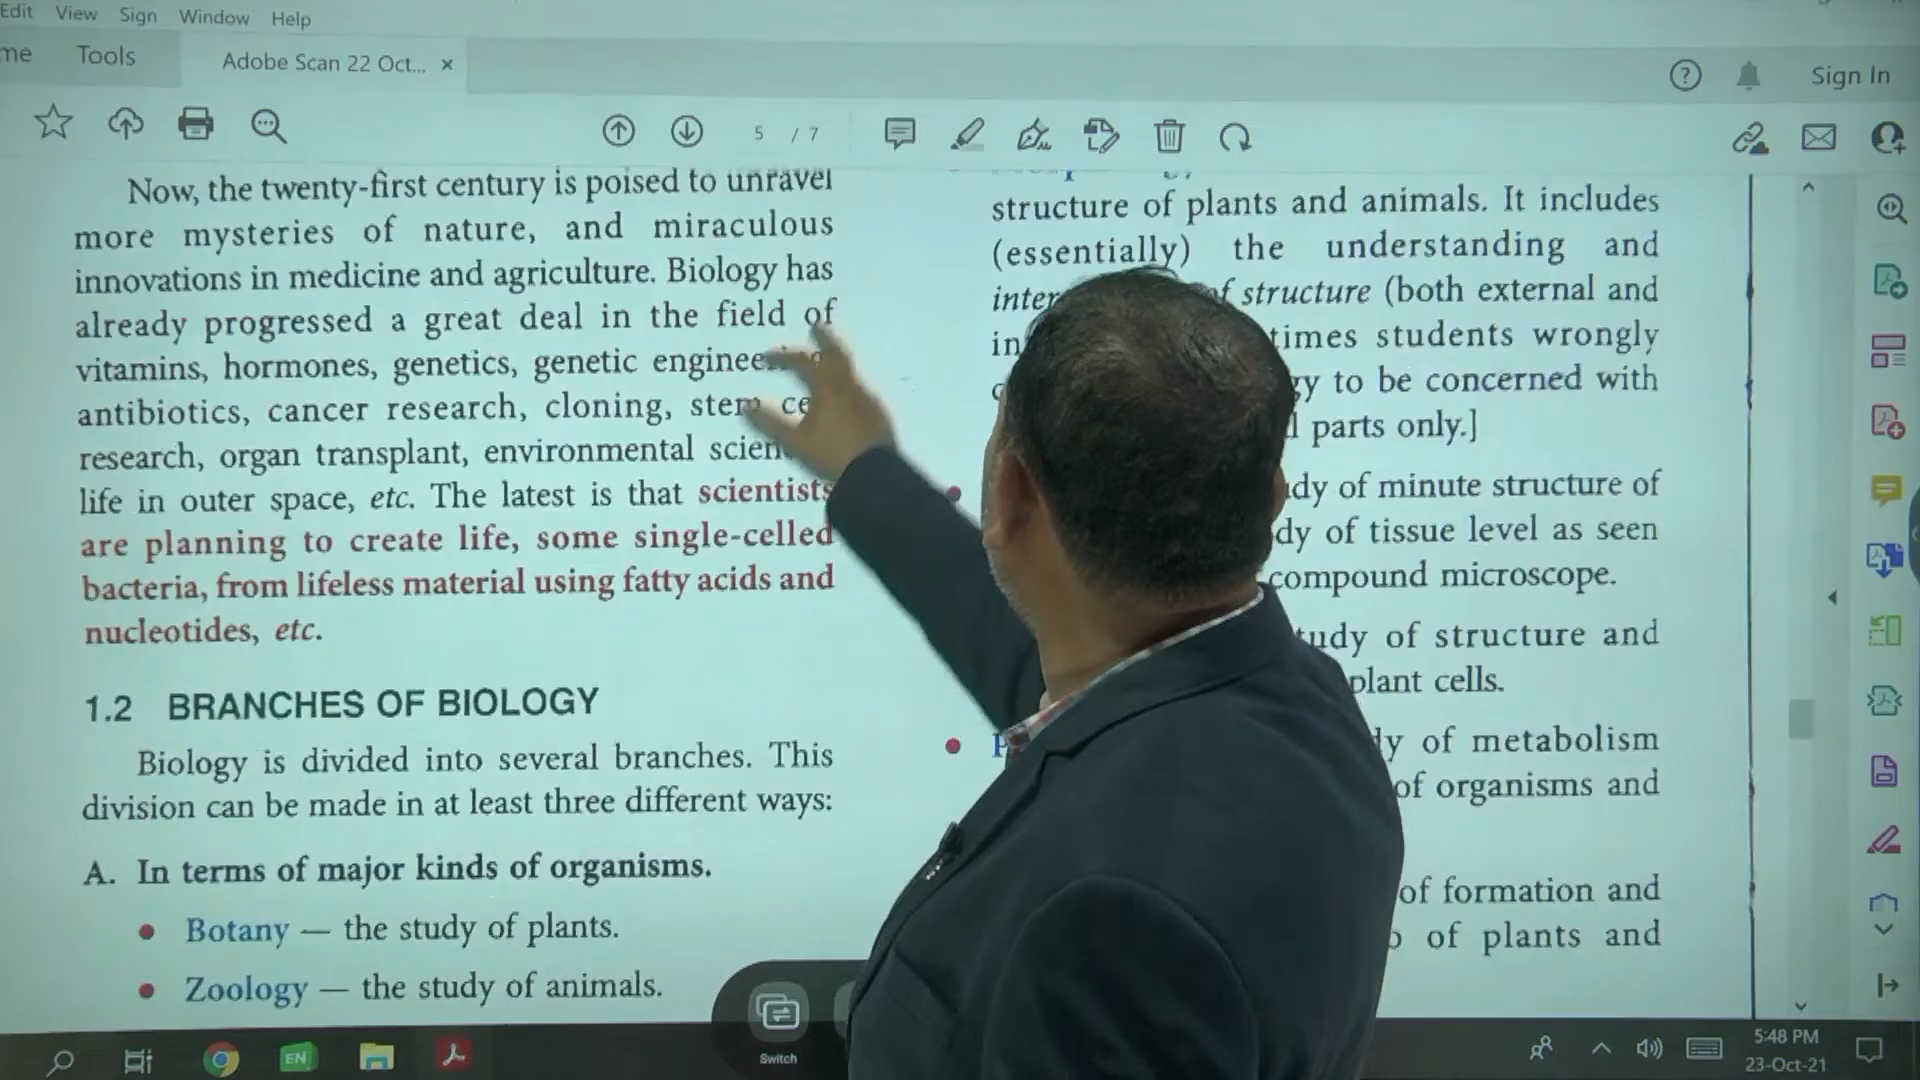 Edit View Sign Window Help
me Tools Adobe Scan 22 Oct... ×
Sign In
5 / 7
Now, the twenty-first century is poised to unravel
more mysteries of nature, and miraculous
innovations in medicine and agriculture. Biology has
already progressed a great deal in the field of
vitamins, hormones, genetics, genetic
antibiotics, cancer research, cloning, stem
research, organ transplant, environmental
life in outer space, etc. The latest is that scientists
are planning to create life, some single-celled
bacteria, from lifeless material using fatty acids and
nucleotides, etc.
1.2 BRANCHES OF BIOLOGY
Biology is divided into several branches. This
division can be made in at least three different ways:
A. In terms of major kinds of organisms.
• Botany — the study of plants.
• Zoology — the study of animals.
structure of plants and animals. It includes
(essentially) the understanding and
of structure (both external and
students wrongly
to be concerned with
parts only.]
of minute structure of
of tissue level as seen
compound microscope.
of structure and
plant cells.
of metabolism
of organisms and
of formation and
of plants and
Switch
EN
5:48 PM
23-Oct-21